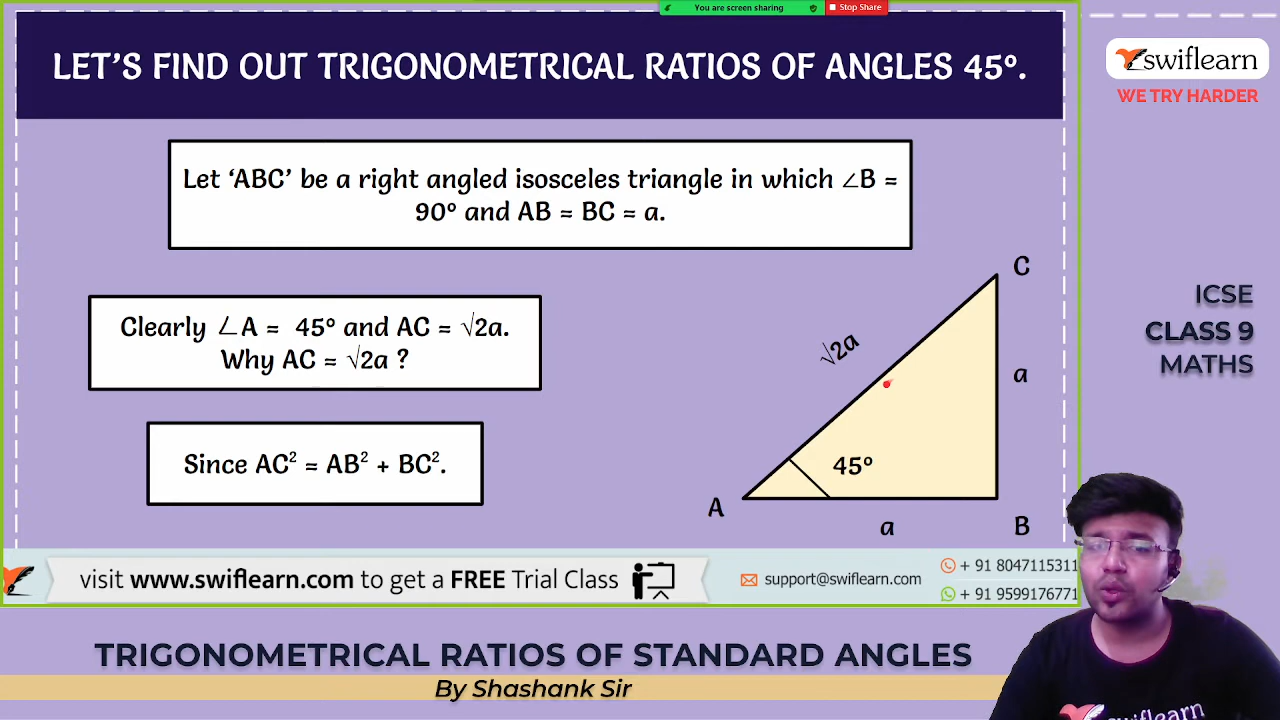 You are screen sharing
Stop Share
LET'S FIND OUT TRIGONOMETRICAL RATIOS OF ANGLES 45°.
swiflearn
WE TRY HARDER
Let ‘ABC’ be a right angled isosceles triangle in which ∠B =
90° and AB = BC = a.
Clearly ∠A = 45° and AC = √2a.
Why AC = √2a ?
Since AC² = AB² + BC².
C
√2a
a
45°
A
a
B
ICSE
CLASS 9
MATHS
visit www.swiflearn.com to get a FREE Trial Class
support@swiflearn.com
+ 91 8047115311
+ 91 9599176771
TRIGONOMETRICAL RATIOS OF STANDARD ANGLES
By Shashank Sir
swiflearn